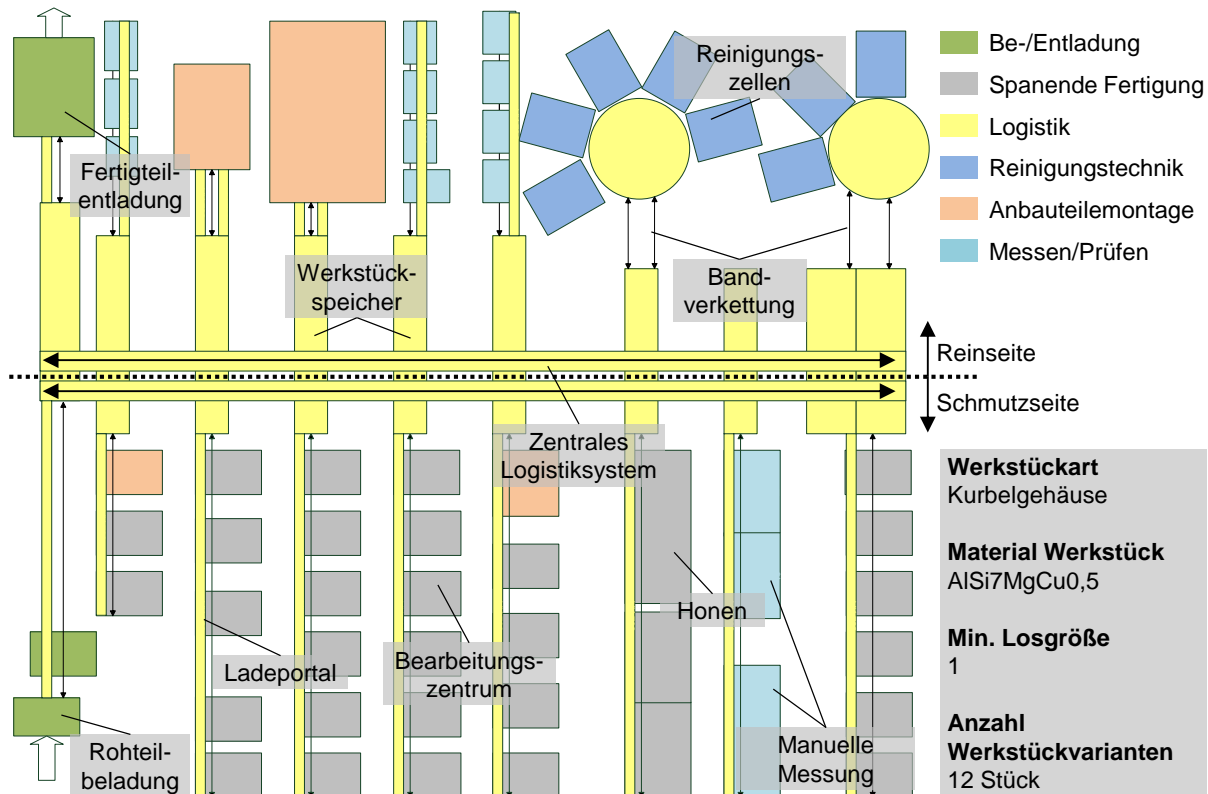 Fertigteil-
entladung
Werkstück-
speicher
Reinigungs-
zellen
Band-
verkettung
Be-/Entladung
Spanende Fertigung
Logistik
Reinigungstechnik
Anbauteilemontage
Messen/Prüfen
Reinseite
Schmutzseite
Zentrales
Logistiksystem
Rohteil-
beladung
Ladeportal
Bearbeitungs-
zentrum
Honen
Manuelle
Messung
Werkstückart
Kurbelgehäuse
Material Werkstück
AlSi7MgCu0,5
Min. Losgröße
1
Anzahl
Werkstückvarianten
12 Stück